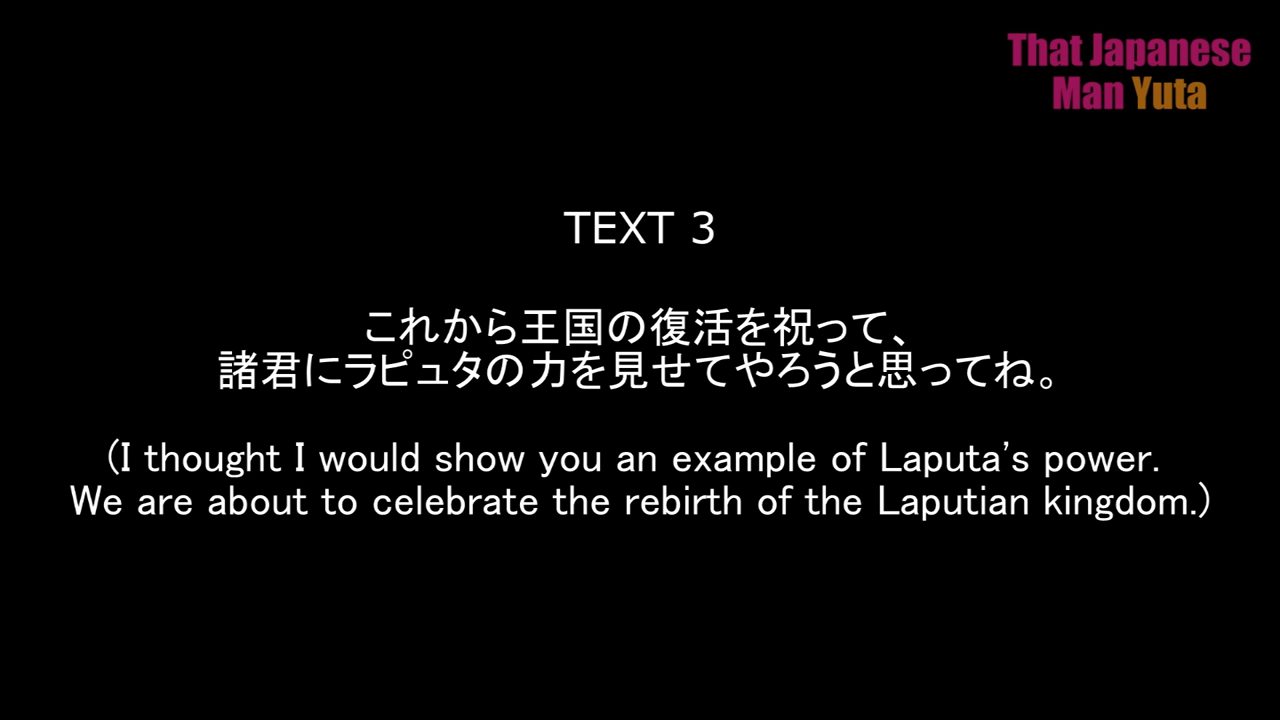 That Japanese
Man Yuta
TEXT 3
これから王国の復活を祝って、
諸君にラピュタの力を見せてやろうと思ってね。
(I thought I would show you an example of Laputa's power.
We are about to celebrate the rebirth of the Laputian kingdom.)